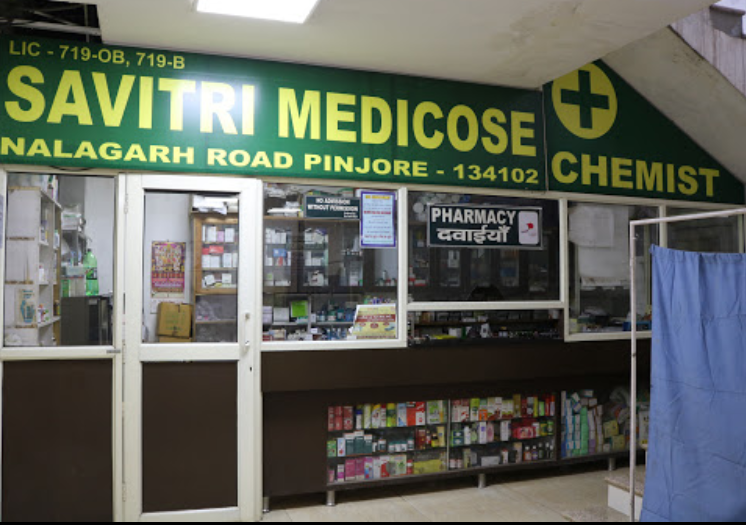 LIC - 719-OB, 719-B
SAVITRI MEDICOSE
NALAGARH ROAD PINJORE - 134102
CHEMIST
NO ADMISSION
WITHOUT PERMISSION
PHARMACY
दवाईयाँ